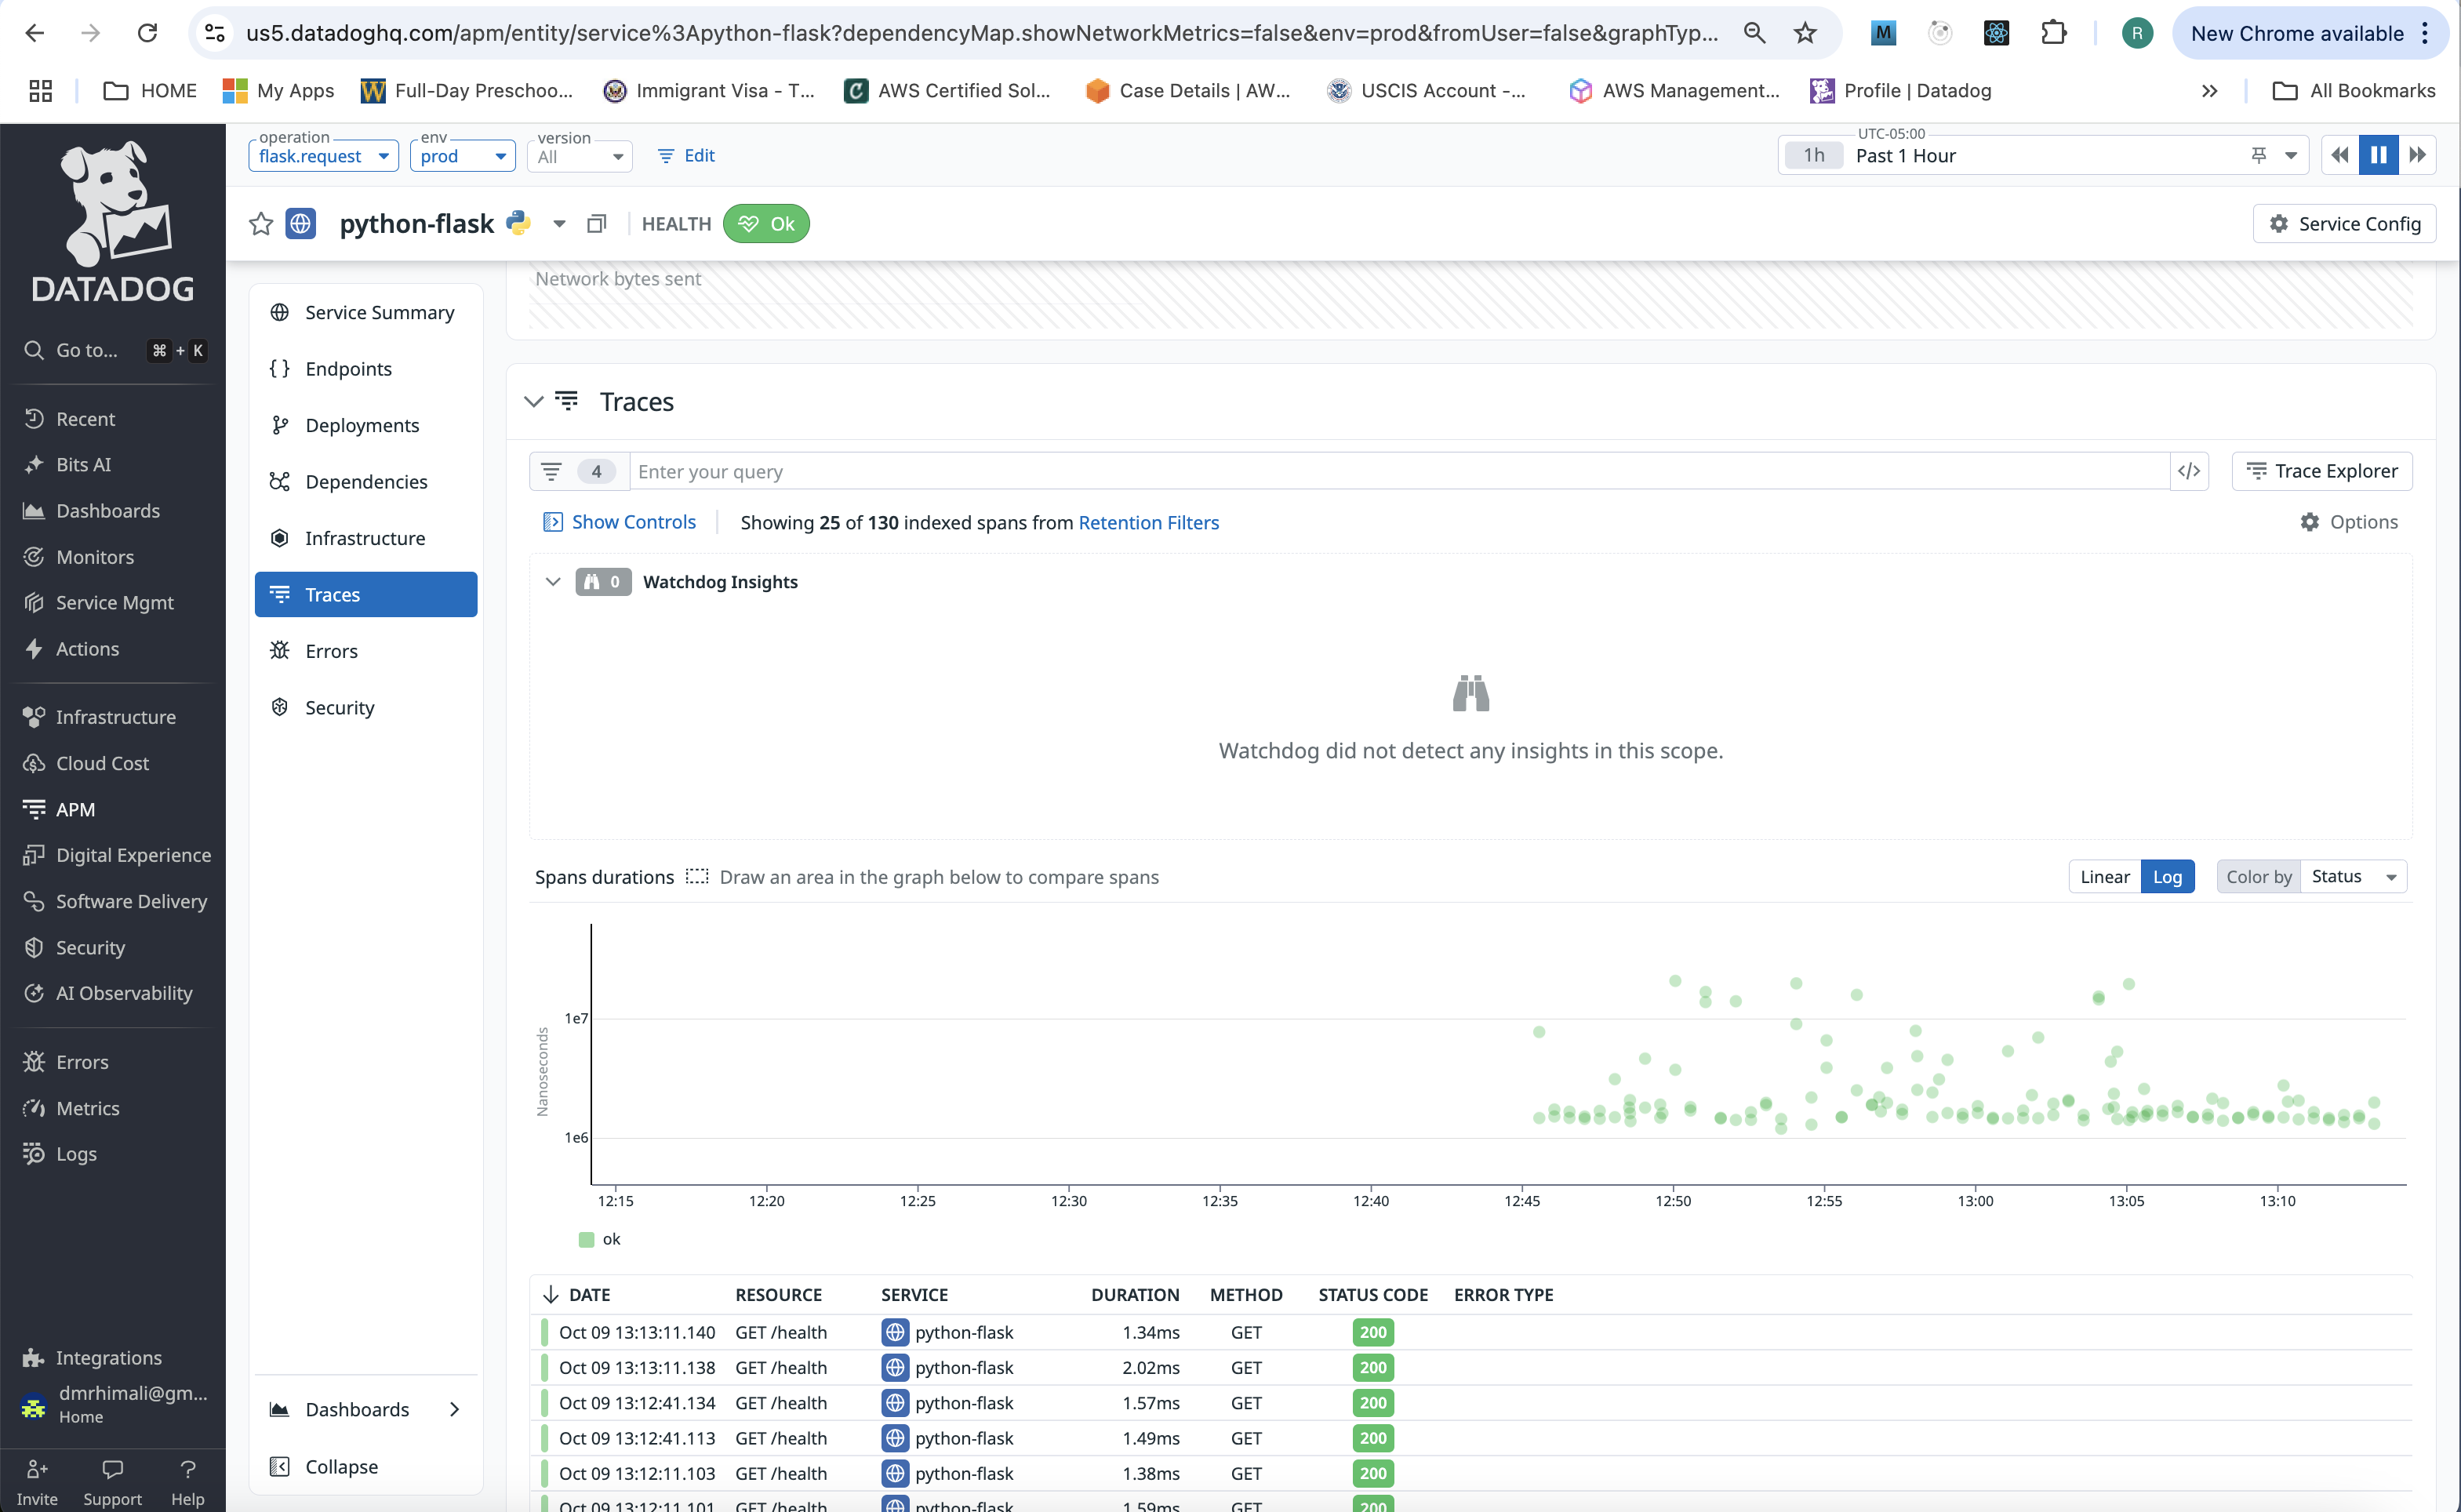 us5.datadoghq.com/apm/entity/service%3Apython-flask?dependencyMap.showNetworkMetrics=false&env=prod&fromUser=false&graphTyp...
M
R
New Chrome available
HOME
My Apps
Full-Day Preschoo...
Immigrant Visa - T...
AWS Certified Sol...
Case Details | AW...
USCIS Account -...
AWS Management...
Profile | Datadog
All Bookmarks
DATADOG
Go to...
⌘ + K
Recent
Bits AI
Dashboards
Monitors
Service Mgmt
Actions
Infrastructure
Cloud Cost
APM
Digital Experience
Software Delivery
Security
AI Observability
Errors
Metrics
Logs
Integrations
dmrhimali@gm...
Home
Invite
Support
Help
operation
flask.request
env
prod
version
All
Edit
UTC-05:00
1h
Past 1 Hour
python-flask
HEALTH
Ok
Service Config
Service Summary
Endpoints
Deployments
Dependencies
Infrastructure
Traces
Errors
Security
Dashboards
Collapse
Network bytes sent
Traces
4
Enter your query
</>
Trace Explorer
Show Controls
Showing 25 of 130 indexed spans from Retention Filters
Options
0
Watchdog Insights
Watchdog did not detect any insights in this scope.
Spans durations
Draw an area in the graph below to compare spans
Linear
Log
Color by
Status
Nanoseconds
1e7
1e6
12:15 12:20 12:25 12:30 12:35 12:40 12:45 12:50 12:55 13:00 13:05 13:10
ok
DATE RESOURCE SERVICE DURATION METHOD STATUS CODE ERROR TYPE
Oct 09 13:13:11.140 GET /health python-flask 1.34ms GET 200
Oct 09 13:13:11.138 GET /health python-flask 2.02ms GET 200
Oct 09 13:12:41.134 GET /health python-flask 1.57ms GET 200
Oct 09 13:12:41.113 GET /health python-flask 1.49ms GET 200
Oct 09 13:12:11.103 GET /health python-flask 1.38ms GET 200
Oct 09 13:12:11.101 GET /health python-flask 1.59ms GET 200